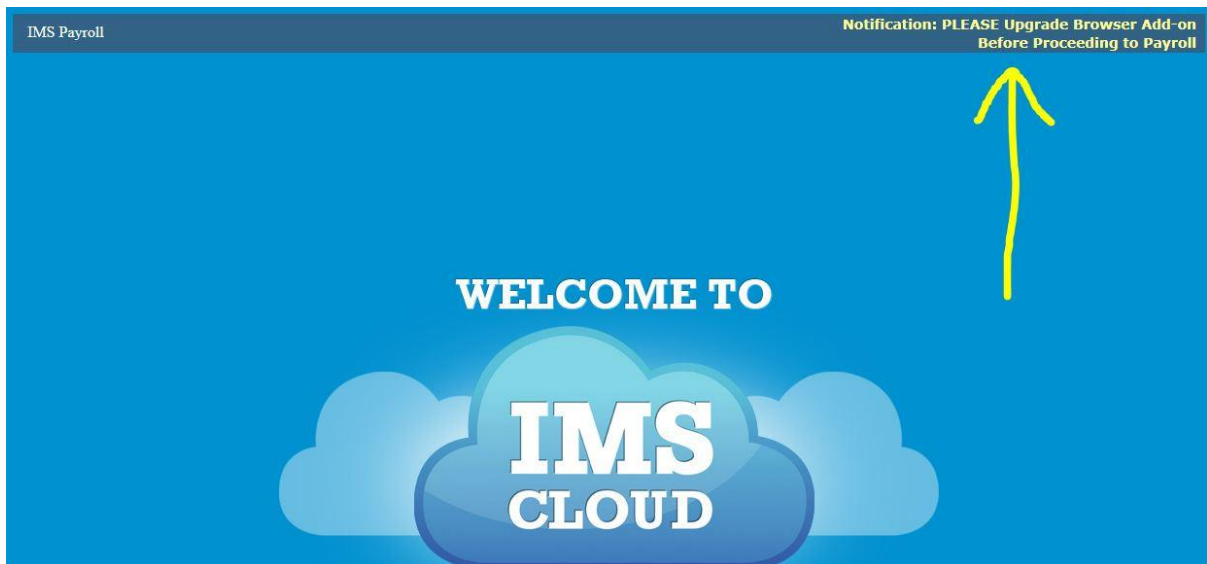 IMS Payroll
Notification: PLEASE Upgrade Browser Add-on
Before Proceeding to Payroll
WELCOME TO
IMS
CLOUD